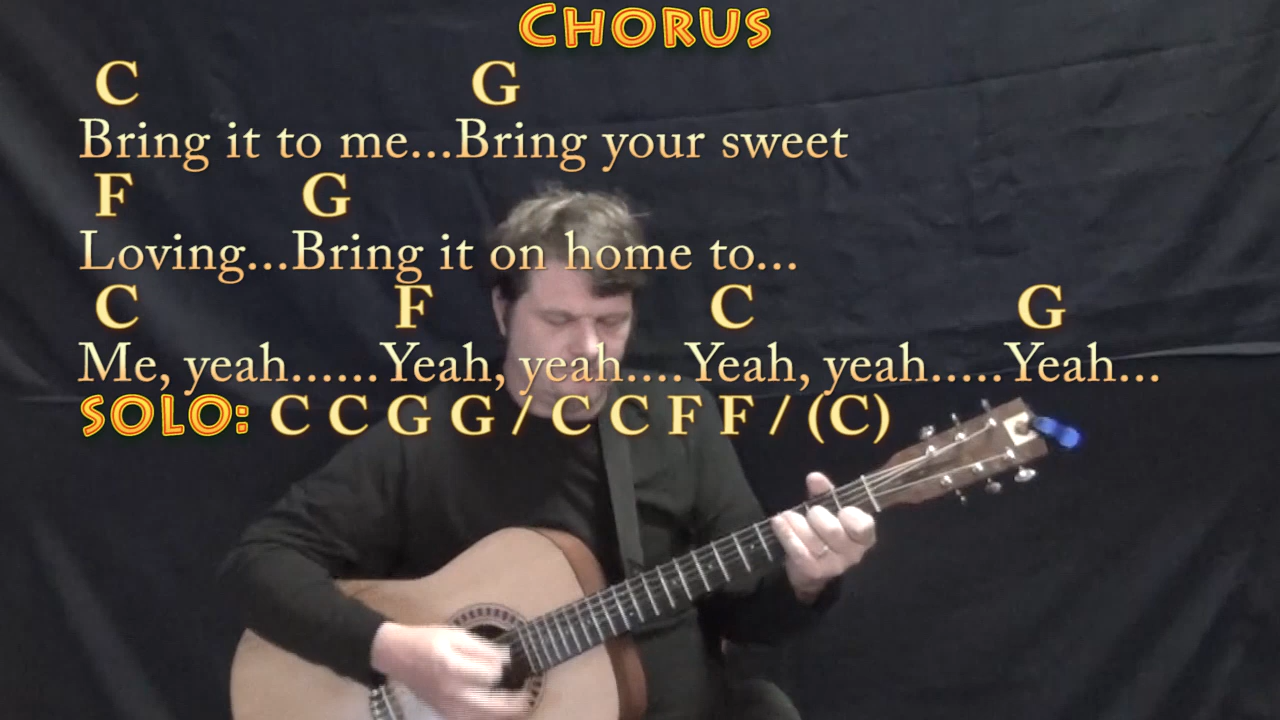 CHORUS
C G
Bring it to me...Bring your sweet
F G
Loving...Bring it on home to...
C F C G
Me, yeah......Yeah, yeah....Yeah, yeah.....Yeah...
SOLO: C C G G / C C F F / (C)